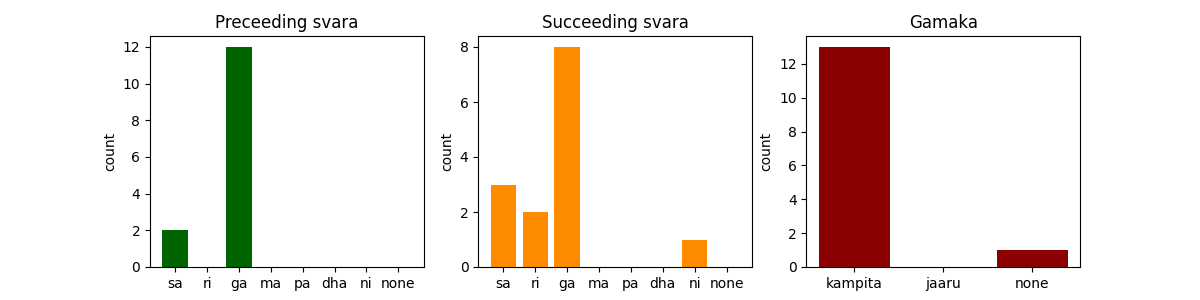 Preceeding svara
count
12
10
8
6
4
2
0
sa ri ga ma pa dha ni none
Succeeding svara
count
8
6
4
2
0
sa ri ga ma pa dha ni none
Gamaka
count
12
10
8
6
4
2
0
kampita jaaru none